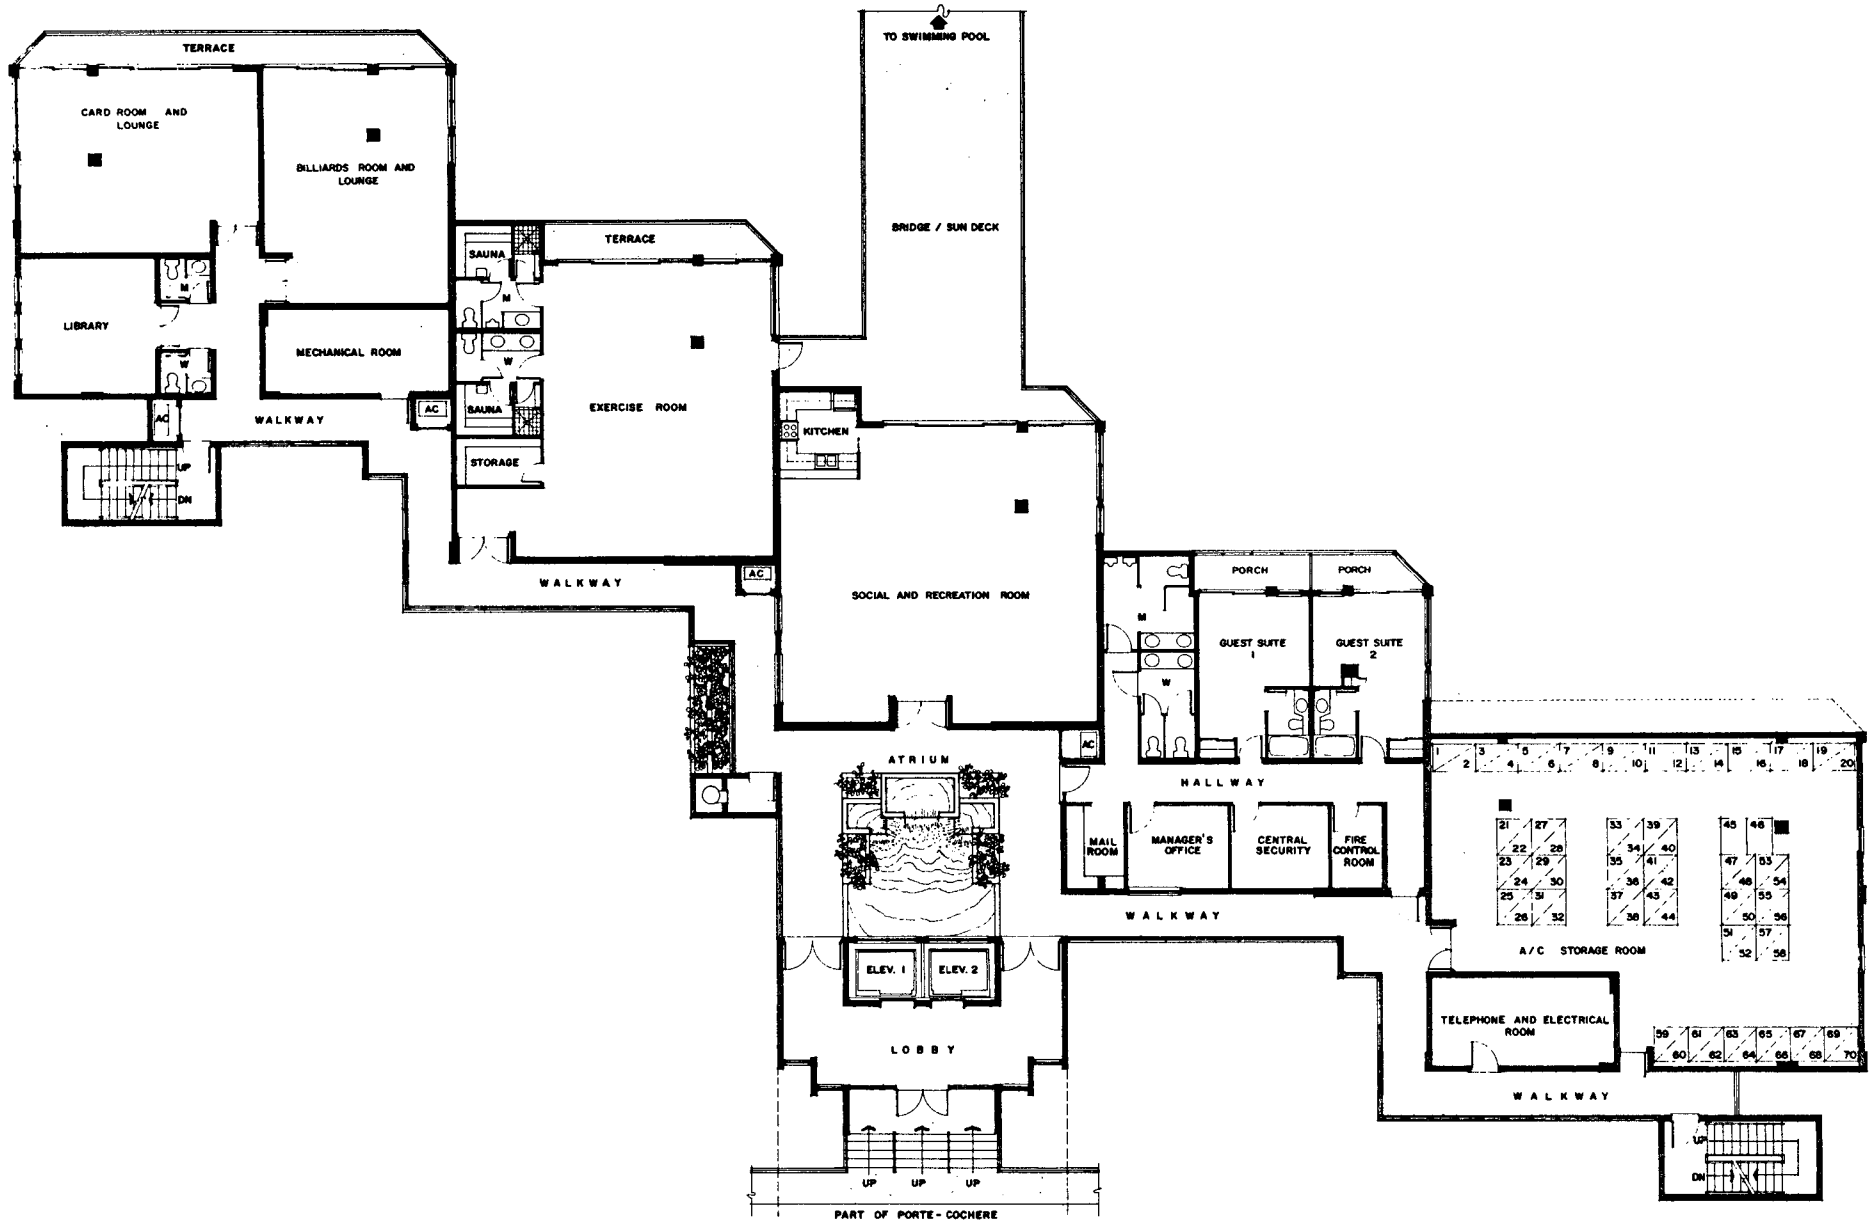 TO SWIMMING POOL
TERRACE
CARD ROOM AND
LOUNGE
BILLIARDS ROOM AND
LOUNGE
BRIDGE / SUN DECK
TERRACE
SAUNA
M
M
LIBRARY
MECHANICAL ROOM
W
W
SAUNA
EXERCISE ROOM
AC
AC
WALKWAY
KITCHEN
STORAGE
UP
DN
WALKWAY
AC
PORCH
PORCH
SOCIAL AND RECREATION ROOM
M
GUEST SUITE
1
GUEST SUITE
2
W
AC
ATRIUM
HALLWAY
1 3 5 7 9 11 13 15 17 19
2 4 6 8 10 12 14 16 18 20
MAIL
ROOM
MANAGER'S
OFFICE
CENTRAL
SECURITY
FIRE
CONTROL
ROOM
21 27 33 39 45 46
22 28 34 40
23 29 35 41 47 53
24 30 36 42 48 54
25 31 37 43 49 55
26 32 38 44 50 56
51 57
52 58
WALKWAY
A/C STORAGE ROOM
ELEV. 1
ELEV. 2
TELEPHONE AND ELECTRICAL
ROOM
59 61 63 65 67 69
60 62 64 66 68 70
LOBBY
WALKWAY
UP
DN
UP UP UP
PART OF PORTE-COCHERE